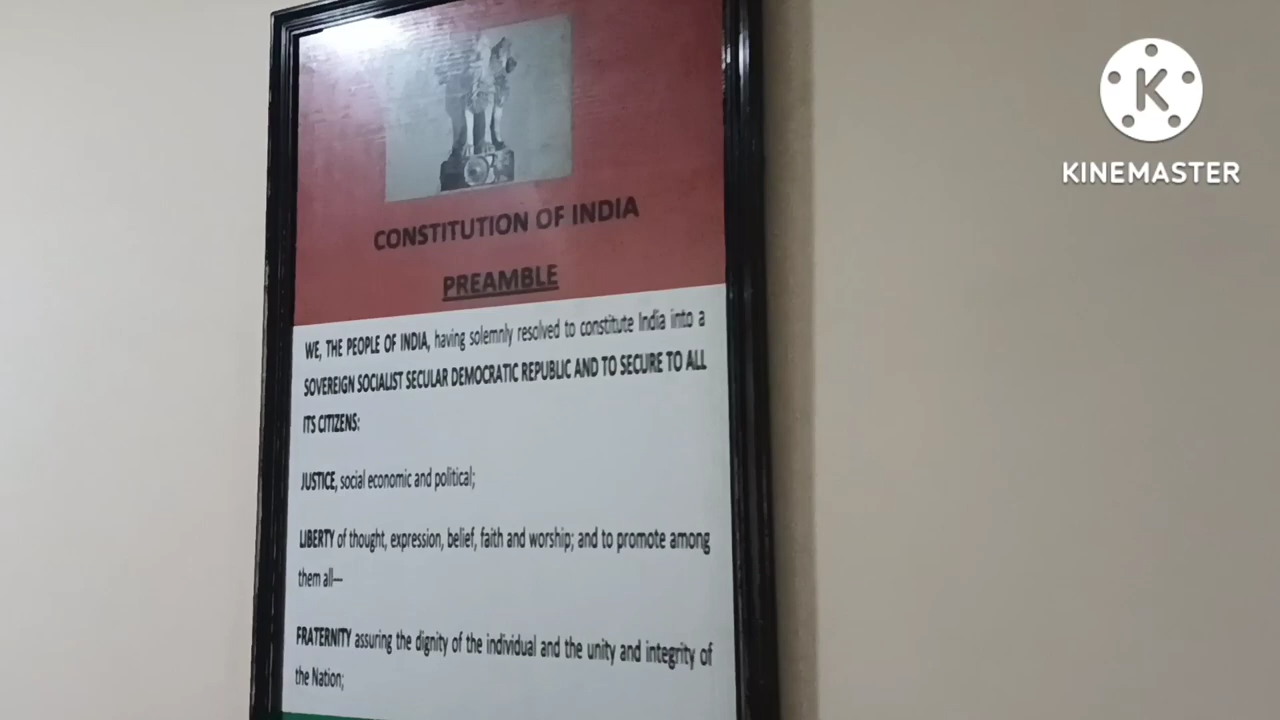 CONSTITUTION OF INDIA
PREAMBLE
WE, THE PEOPLE OF INDIA, having solemnly resolved to constitute India into a
SOVEREIGN SOCIALIST SECULAR DEMOCRATIC REPUBLIC AND TO SECURE TO ALL
ITS CITIZENS:
JUSTICE, social economic and political;
LIBERTY of thought, expression, belief, faith and worship; and to promote among
them all—
FRATERNITY assuring the dignity of the individual and the unity and integrity of
the Nation;
K
KINEMASTER